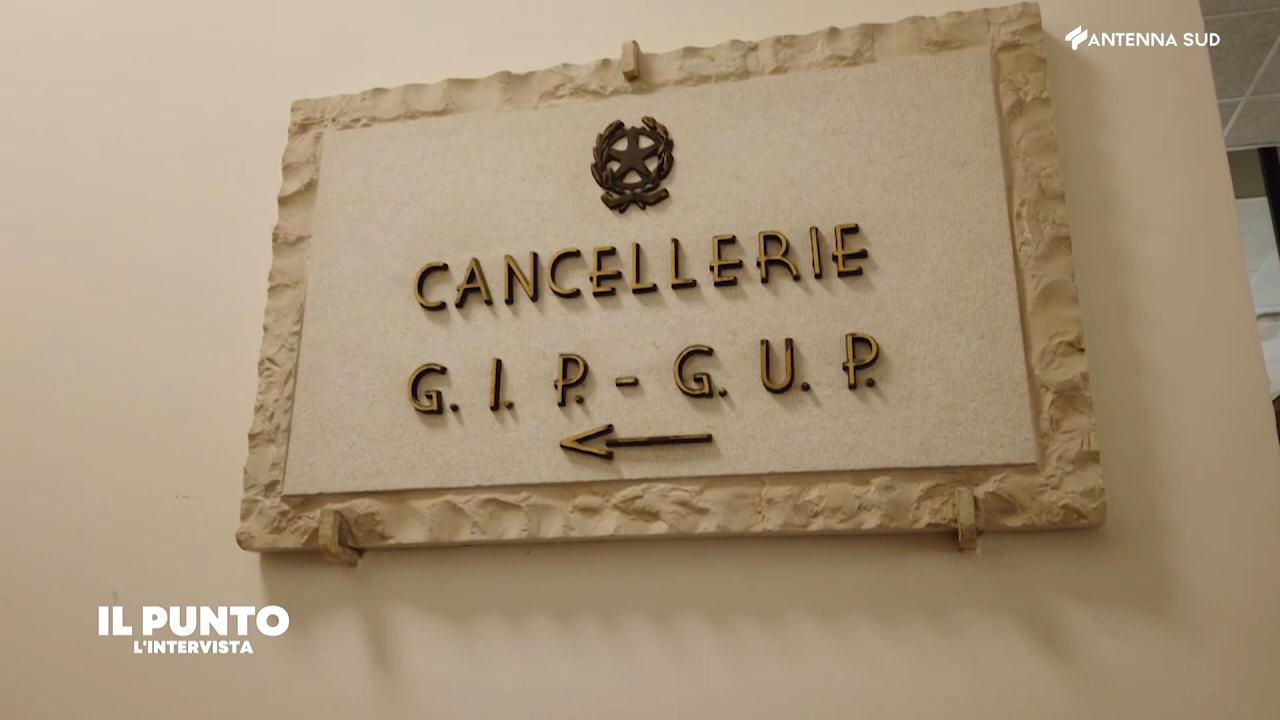 ANTENNA SUD
CANCELLERIE
G. I. P. - G. U. P.
IL PUNTO
L'INTERVISTA